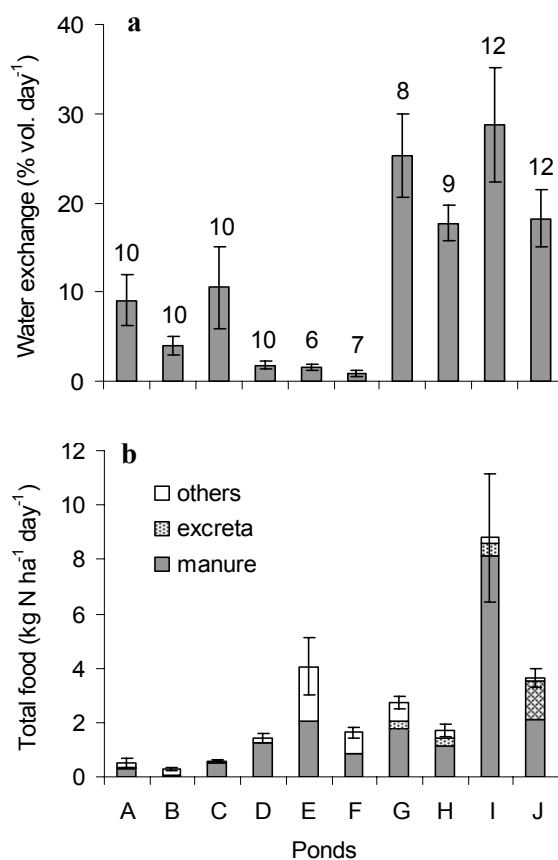 a
Water exchange (% vol. day⁻¹)
40
30
20
10
0
10
10
10
10
6
7
8
9
12
12
b
Total food (kg N ha⁻¹ day⁻¹)
12
10
8
6
4
2
0
others
excreta
manure
A B C D E F G H I J
Ponds